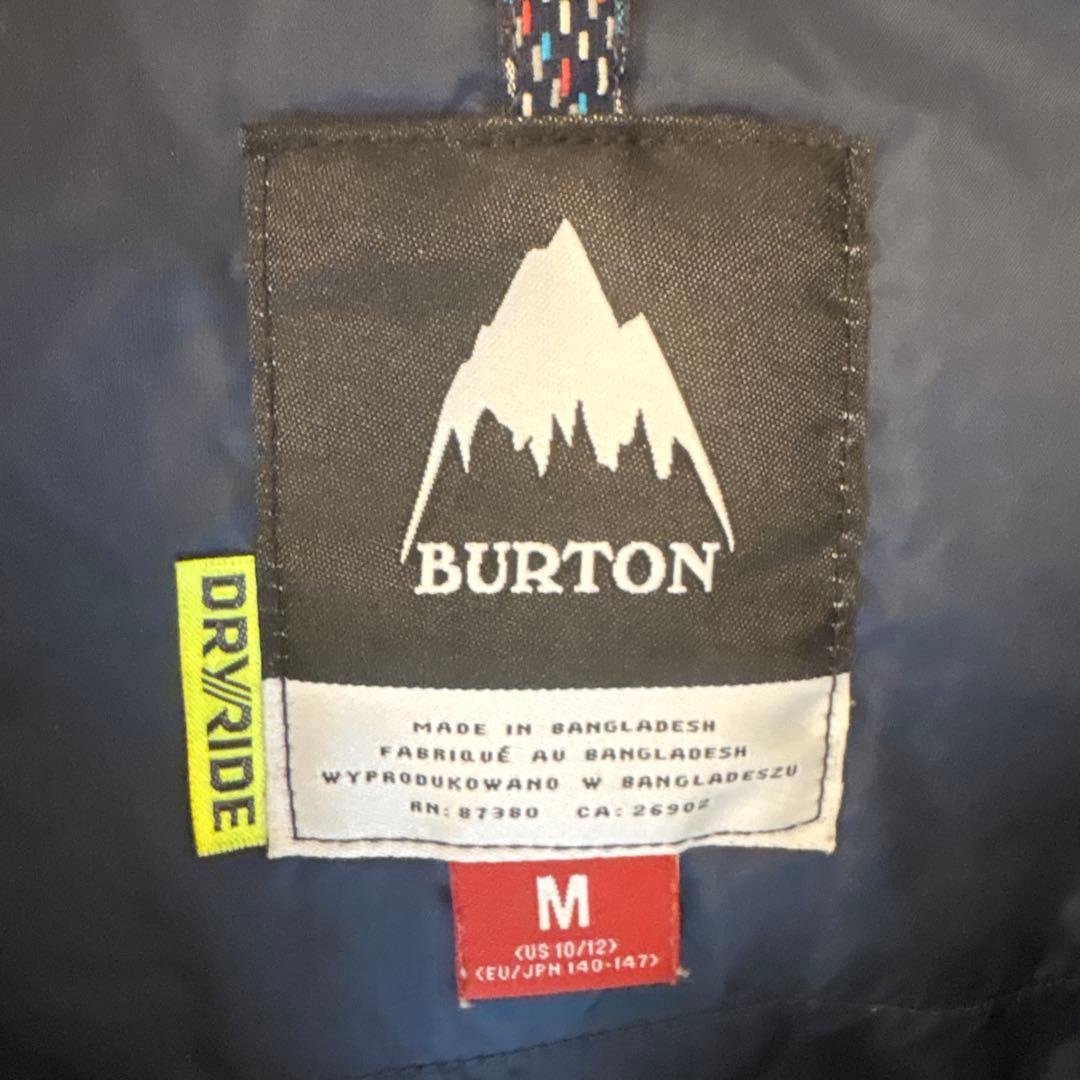 BURTON
DRY//RIDE
MADE IN BANGLADESH
FABRIQUÉ AU BANGLADESH
WYPRODUKOWANO W BANGLADESZU
RN: 87380 CA: 26902
M
<US 10/12>
<EU/JPN 140-147>